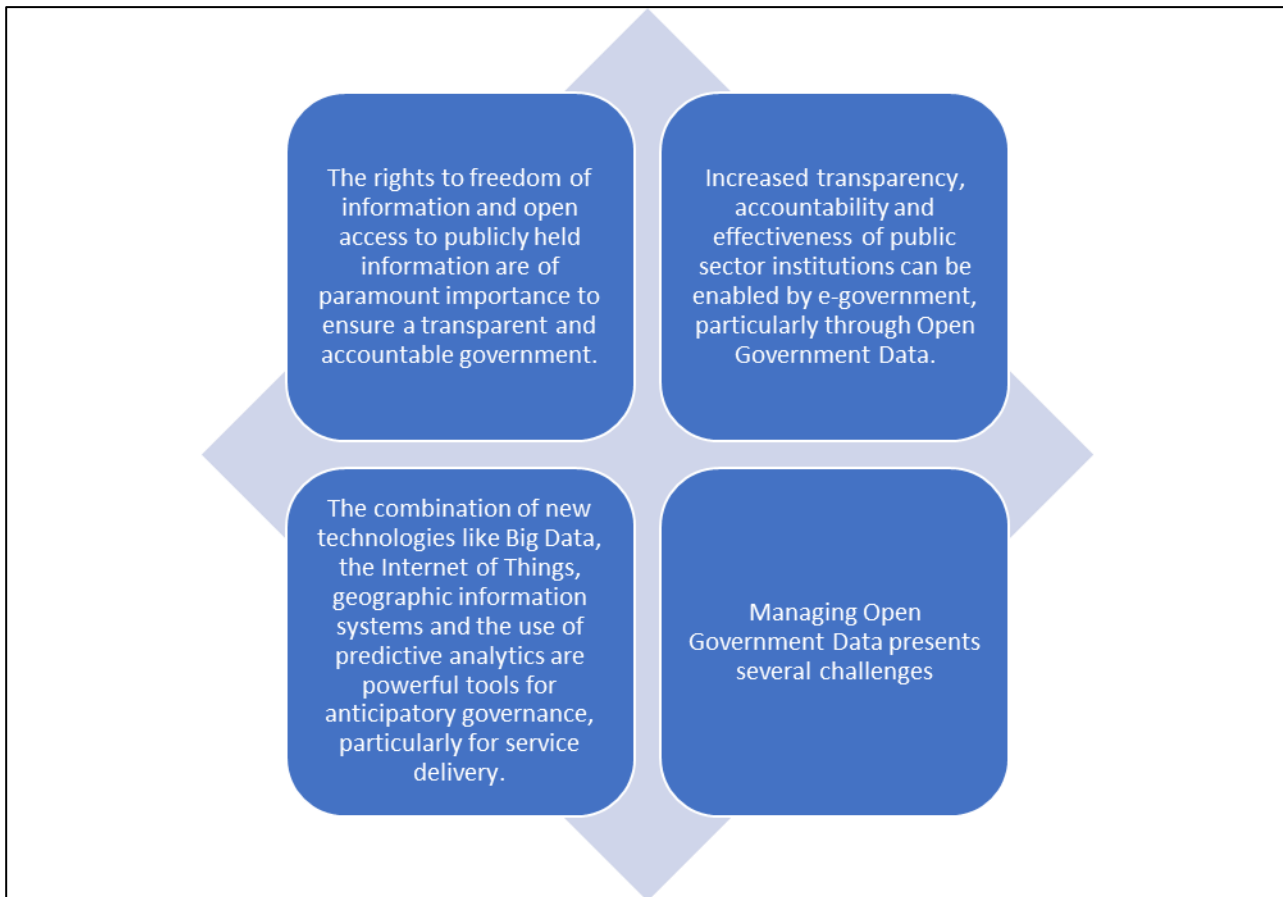 The rights to freedom of
information and open
access to publicly held
information are of
paramount importance to
ensure a transparent and
accountable government.
Increased transparency,
accountability and
effectiveness of public
sector institutions can be
enabled by e-government,
particularly through Open
Government Data.
The combination of new
technologies like Big Data,
the Internet of Things,
geographic information
systems and the use of
predictive analytics are
powerful tools for
anticipatory governance,
particularly for service
delivery.
Managing Open
Government Data presents
several challenges